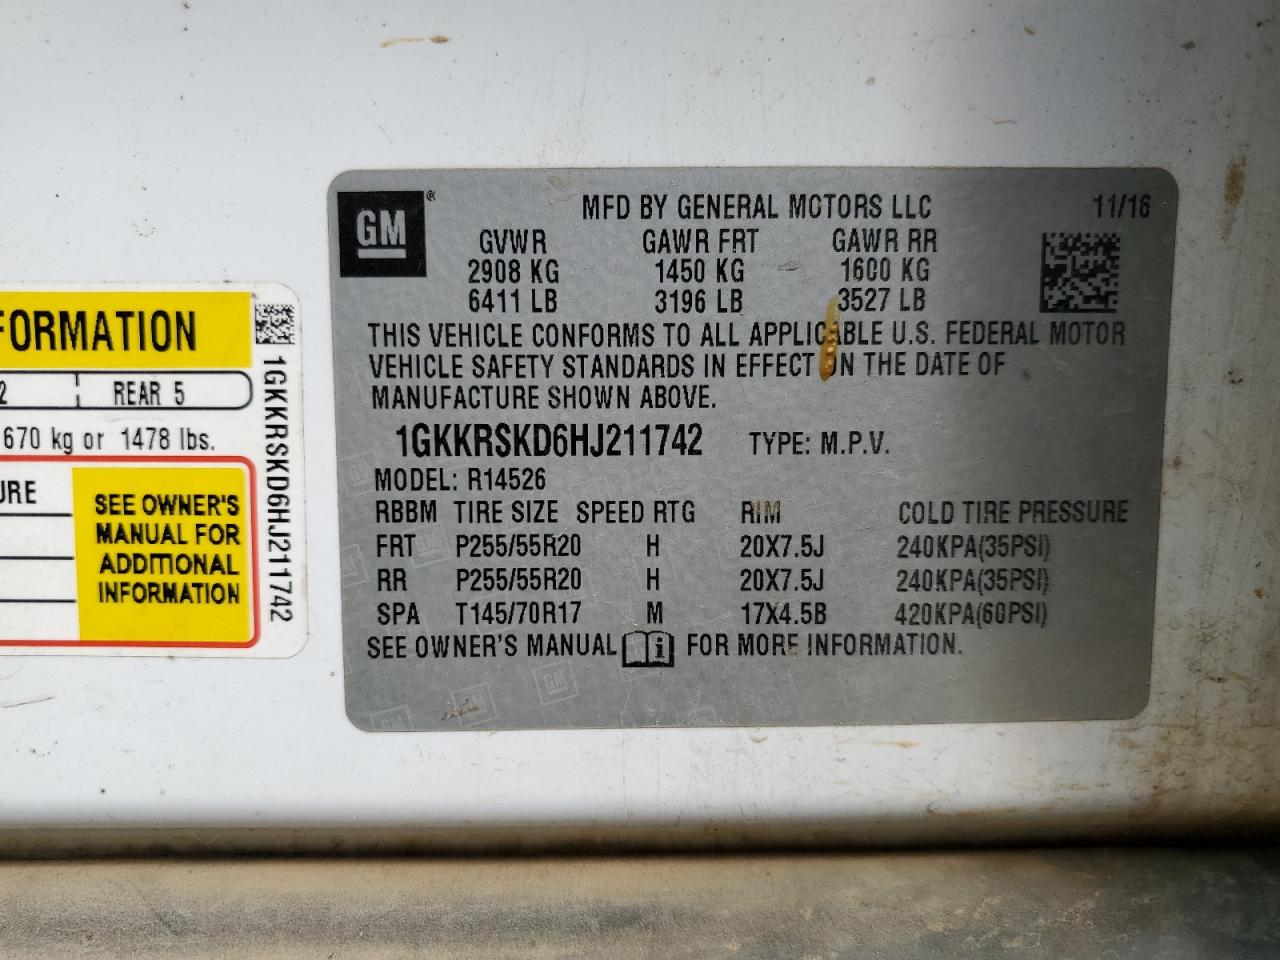 GM®
MFD BY GENERAL MOTORS LLC 11/16
GVWR GAWR FRT GAWR RR
2908 KG 1450 KG 1600 KG
6411 LB 3196 LB 3527 LB
THIS VEHICLE CONFORMS TO ALL APPLICABLE U.S. FEDERAL MOTOR
VEHICLE SAFETY STANDARDS IN EFFECT ON THE DATE OF
MANUFACTURE SHOWN ABOVE.
1GKKRSKD6HJ211742 TYPE: M.P.V.
MODEL: R14526
RBBM TIRE SIZE SPEED RTG RIM COLD TIRE PRESSURE
FRT P255/55R20 H 20X7.5J 240KPA(35PSI)
RR P255/55R20 H 20X7.5J 240KPA(35PSI)
SPA T145/70R17 M 17X4.5B 420KPA(60PSI)
SEE OWNER'S MANUAL i FOR MORE INFORMATION.
GM
GM
GM
FORMATION
2 REAR 5
670 kg or 1478 lbs.
URE
SEE OWNER'S
MANUAL FOR
ADDITIONAL
INFORMATION
1GKKRSKD6HJ211742